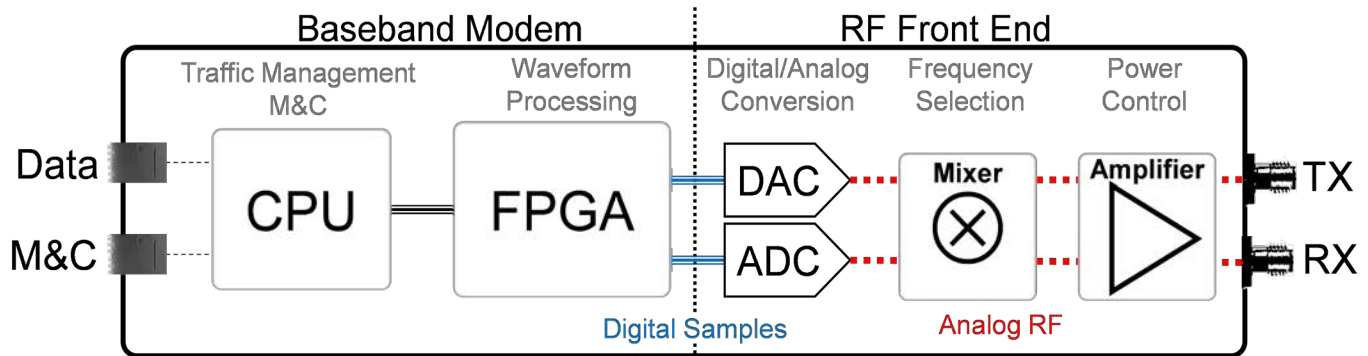 Baseband Modem
RF Front End
Traffic Management
M&C
Waveform
Processing
Digital/Analog
Conversion
Frequency
Selection
Power
Control
Data
M&C
CPU
FPGA
DAC
ADC
Mixer
Amplifier
TX
RX
Digital Samples
Analog RF